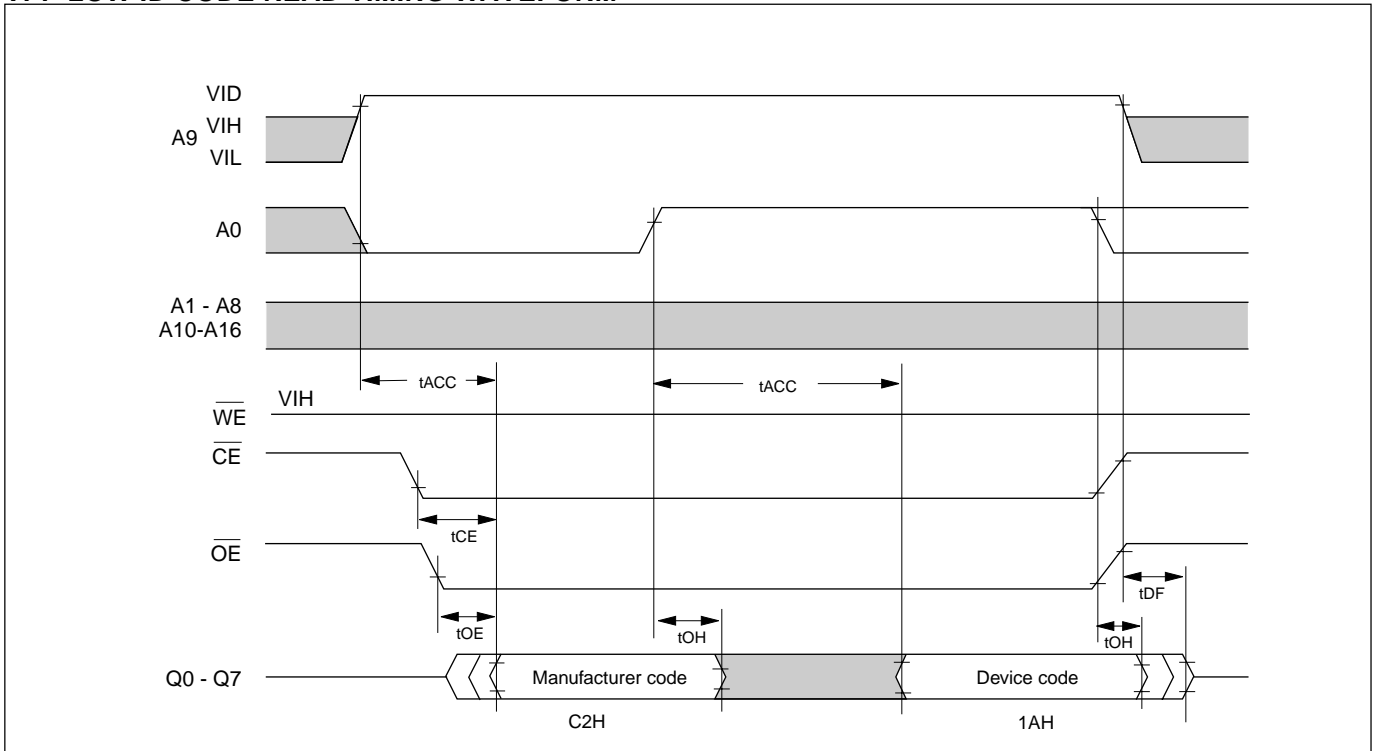 VID
VIH
A9
VIL
A0
A1 - A8
A10-A16
tACC
tACC
VIH
WE
CE
tCE
OE
tDF
tOE
tOH
tOH
Q0 - Q7
Manufacturer code
Device code
C2H
1AH